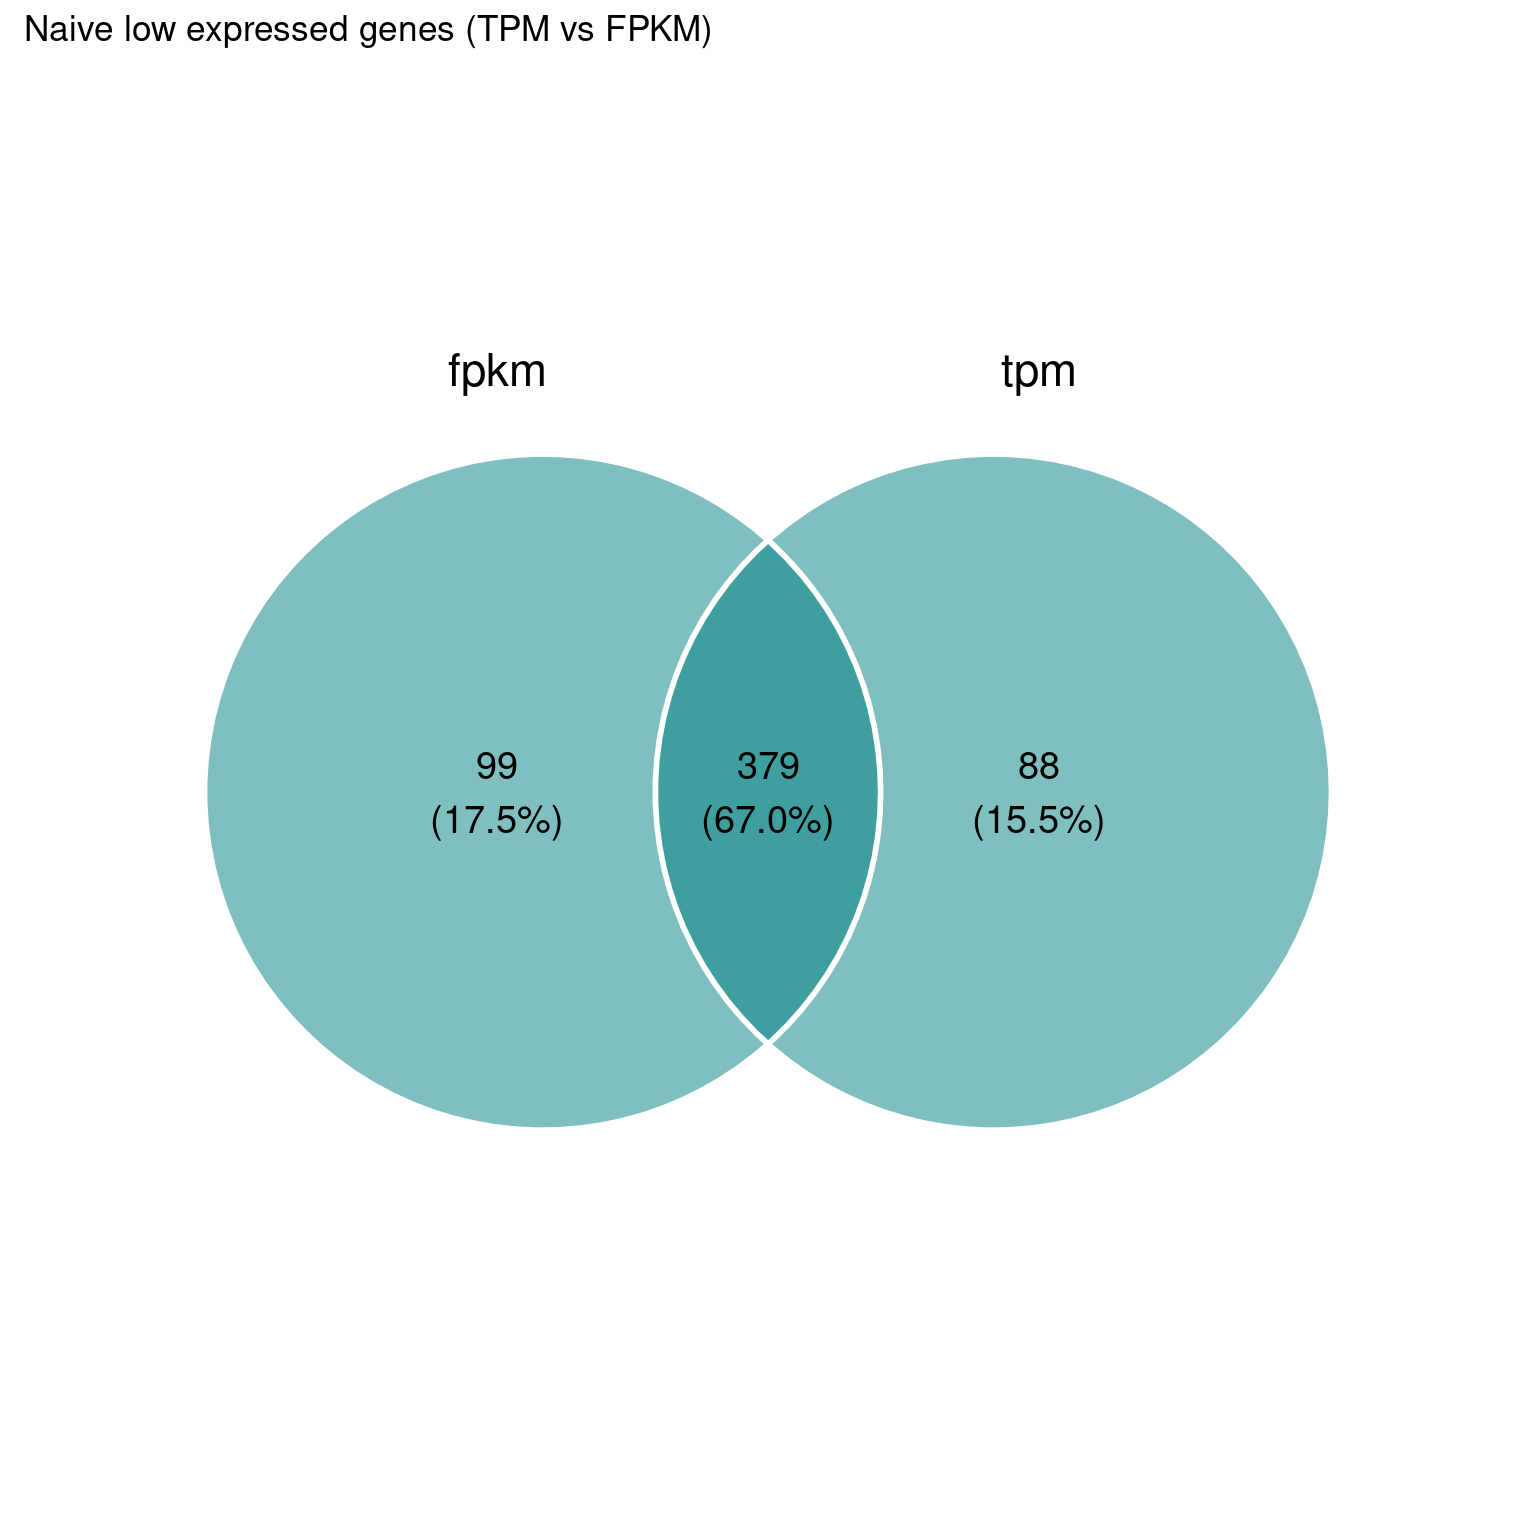 Naive low expressed genes (TPM vs FPKM)
fpkm
tpm
99
(17.5%)
379
(67.0%)
88
(15.5%)